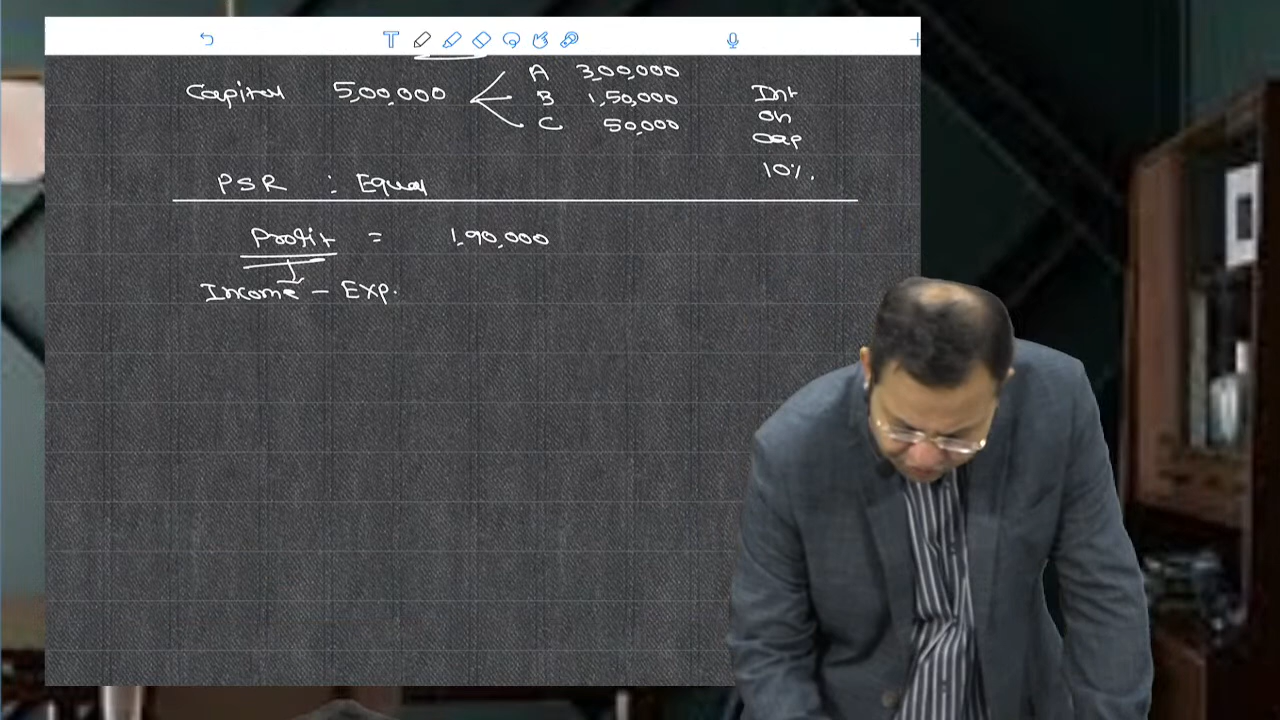 A 3,00,000
Capital 5,00,000 B 1,50,000 Int
on
C 50,000 cap
10%.
PSR : Equal
Profit = 1,90,000
Income - Exp.